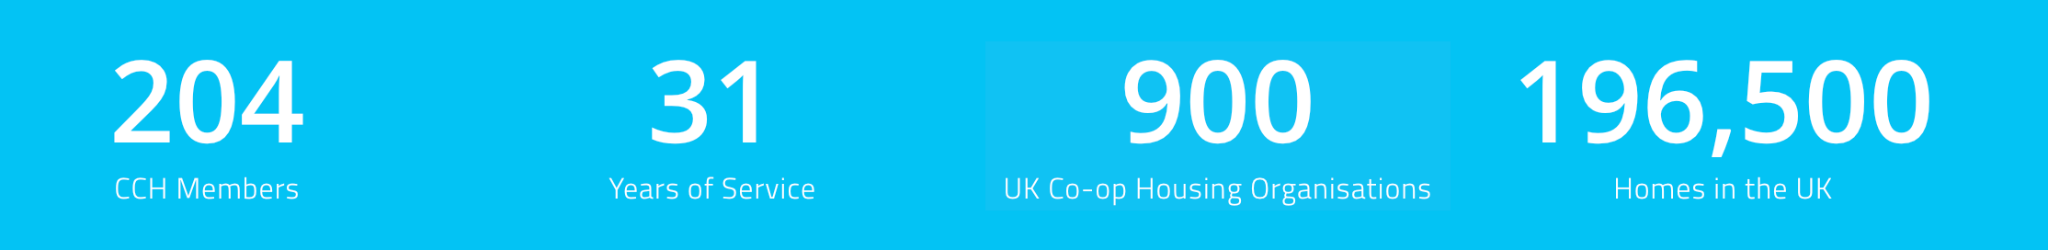 204
CCH Members
31
Years of Service
900
UK Co-op Housing Organisations
196,500
Homes in the UK